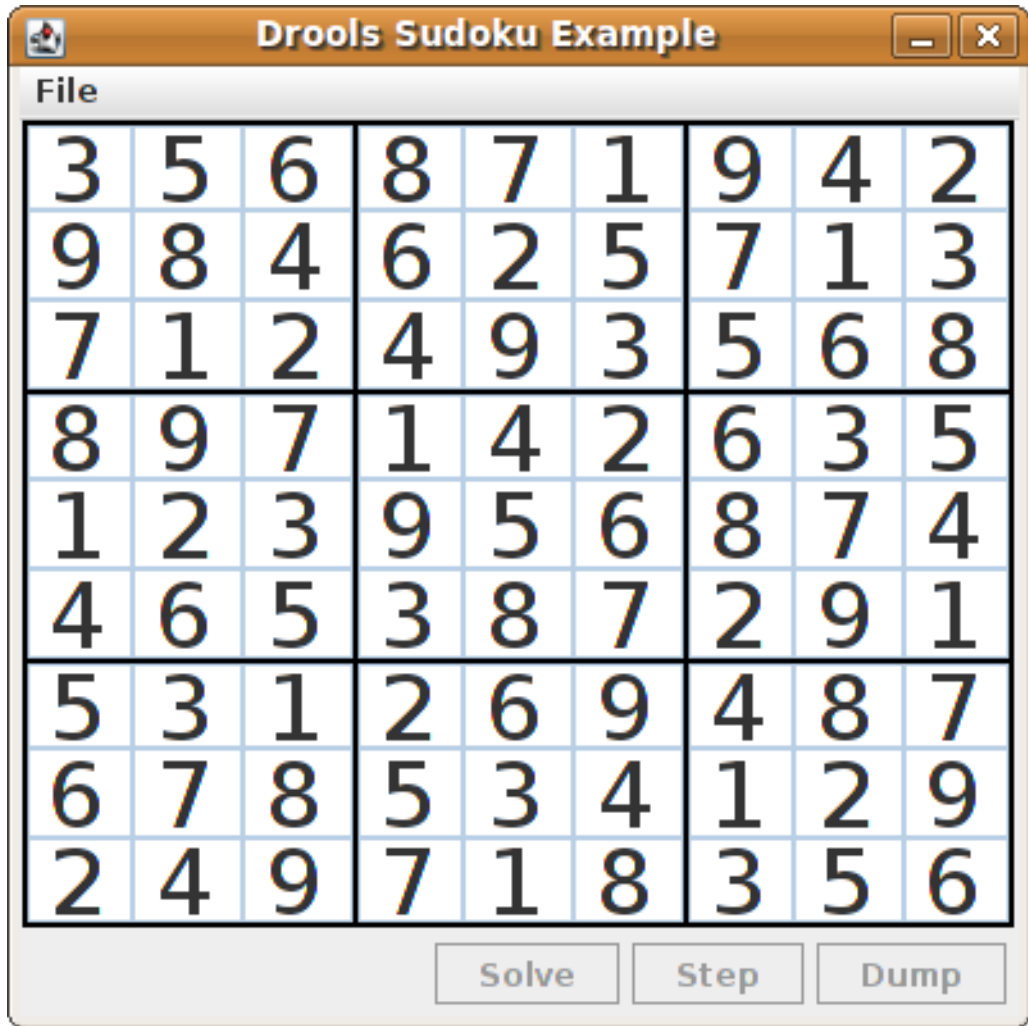 Drools Sudoku Example
File
3 5 6 8 7 1 9 4 2
9 8 4 6 2 5 7 1 3
7 1 2 4 9 3 5 6 8
8 9 7 1 4 2 6 3 5
1 2 3 9 5 6 8 7 4
4 6 5 3 8 7 2 9 1
5 3 1 2 6 9 4 8 7
6 7 8 5 3 4 1 2 9
2 4 9 7 1 8 3 5 6
Solve Step Dump